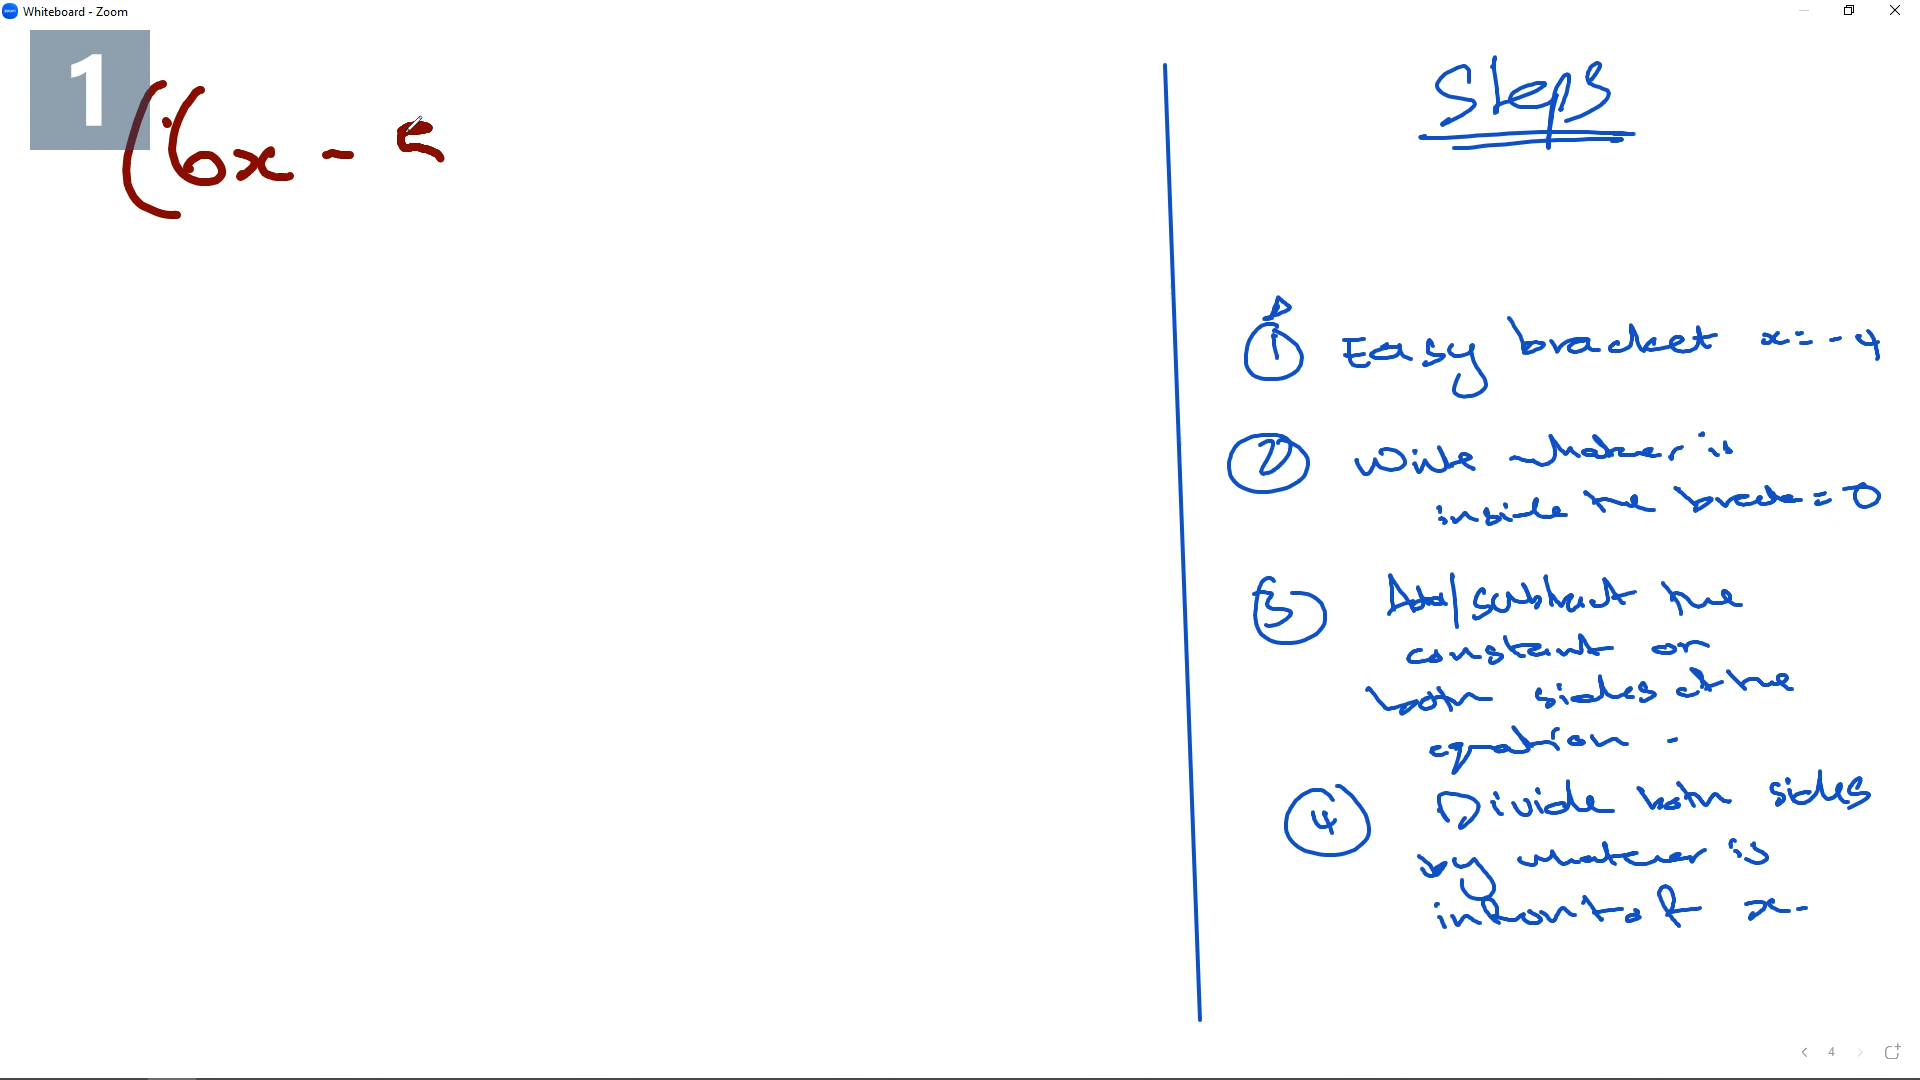 Whiteboard - Zoom
1
(6x - 5
Steps
① Easy bracket x = -4
② Write whatever is
inside the bracket = 0
③ Add/subtract the
constant on
both sides of the
equation.
④ Divide both sides
by whatever is
in front of x.
4